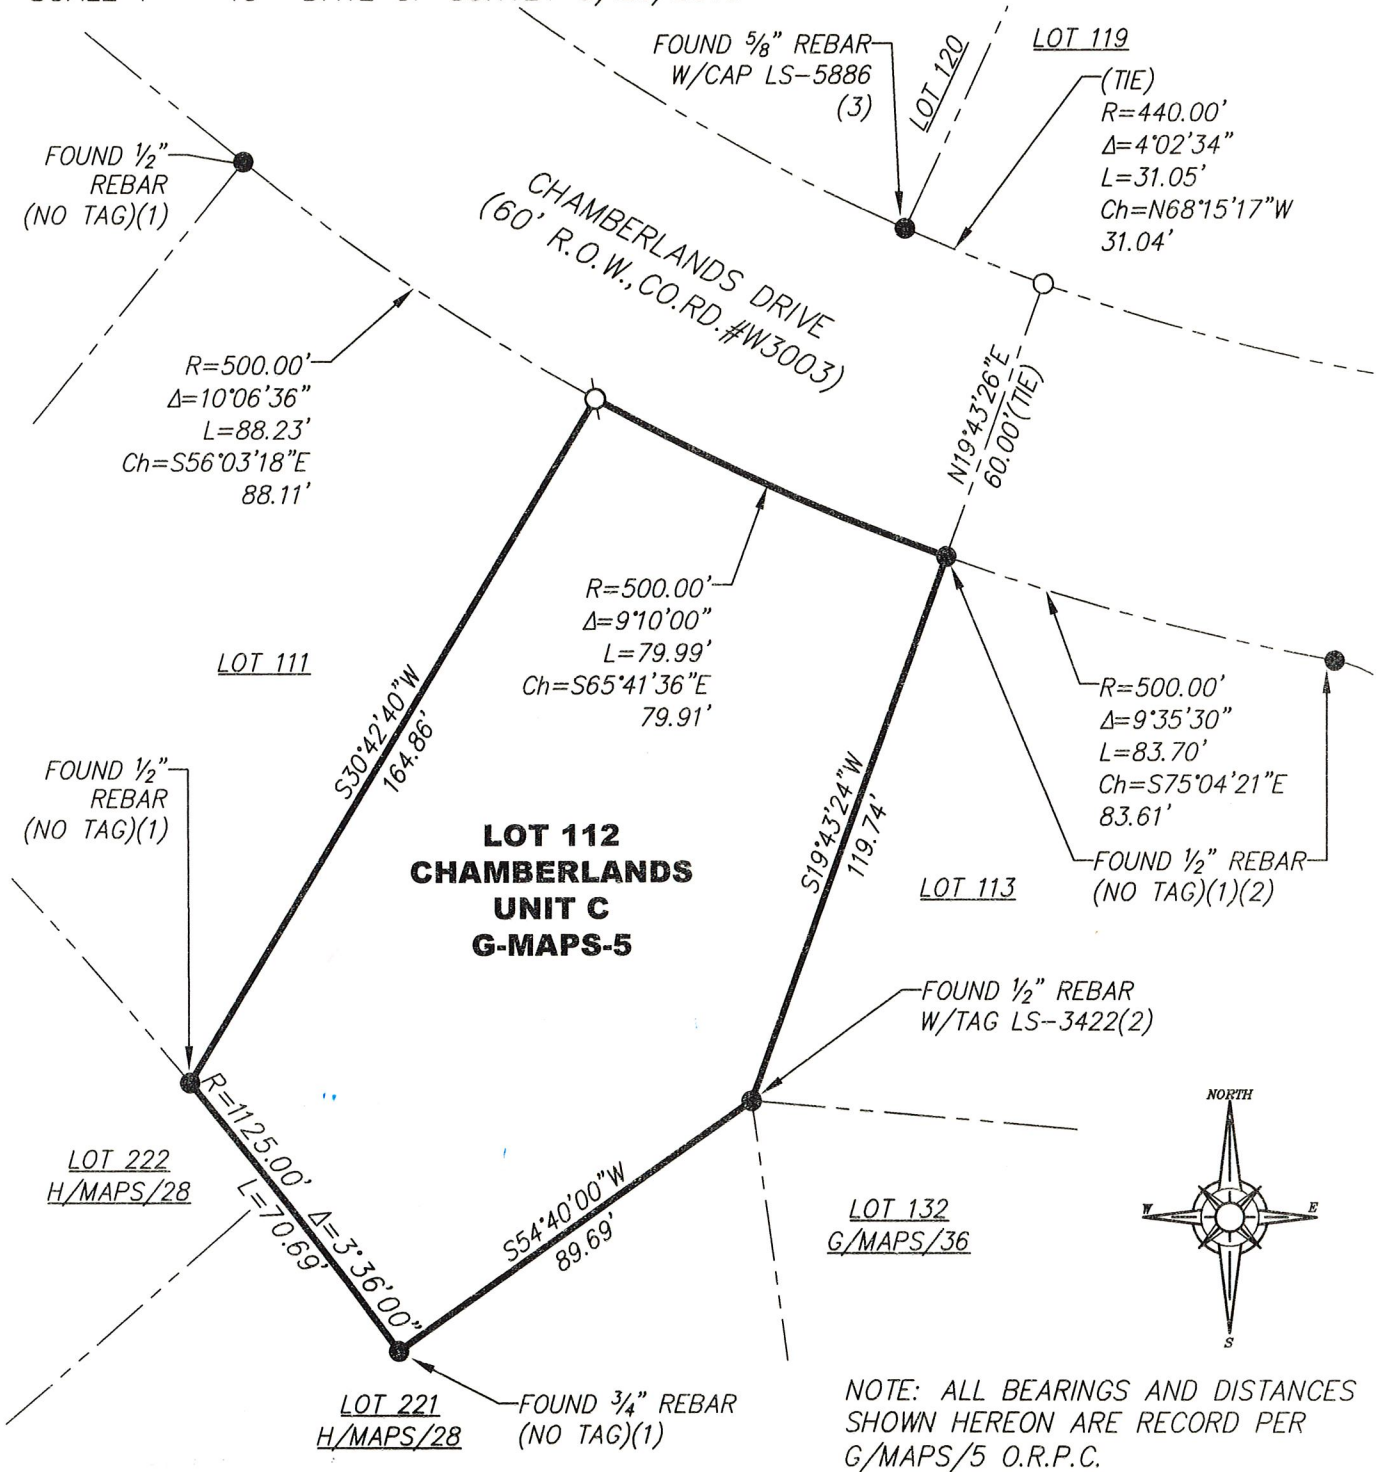 FOUND 5/8" REBAR
W/CAP LS-5886
(3)
LOT 120
LOT 119
(TIE)
R=440.00'
Δ=4°02'34"
L=31.05'
Ch=N68°15'17"W
31.04'
FOUND 1/2"
REBAR
(NO TAG)(1)
CHAMBERLANDS DRIVE
(60' R.O.W., CO.RD.#W3003)
R=500.00'
Δ=10°06'36"
L=88.23'
Ch=S56°03'18"E
88.11'
N19°43'26"E
60.00'(TIE)
R=500.00'
Δ=9°10'00"
L=79.99'
Ch=S65°41'36"E
79.91'
LOT 111
S30°42'40"W
164.86'
R=500.00'
Δ=9°35'30"
L=83.70'
Ch=S75°04'21"E
83.61'
FOUND 1/2"
REBAR
(NO TAG)(1)
S19°43'24"W
119.74'
FOUND 1/2" REBAR
(NO TAG)(1)(2)
LOT 112
CHAMBERLANDS
UNIT C
G-MAPS-5
LOT 113
FOUND 1/2" REBAR
W/TAG LS-3422(2)
R=1125.00' Δ=3°36'00"
L=70.69'
LOT 222
H/MAPS/28
S54°40'00"W
89.69'
LOT 132
G/MAPS/36
NORTH
W
E
S
LOT 221
H/MAPS/28
FOUND 3/4" REBAR
(NO TAG)(1)
NOTE: ALL BEARINGS AND DISTANCES
SHOWN HEREON ARE RECORD PER
G/MAPS/5 O.R.P.C.